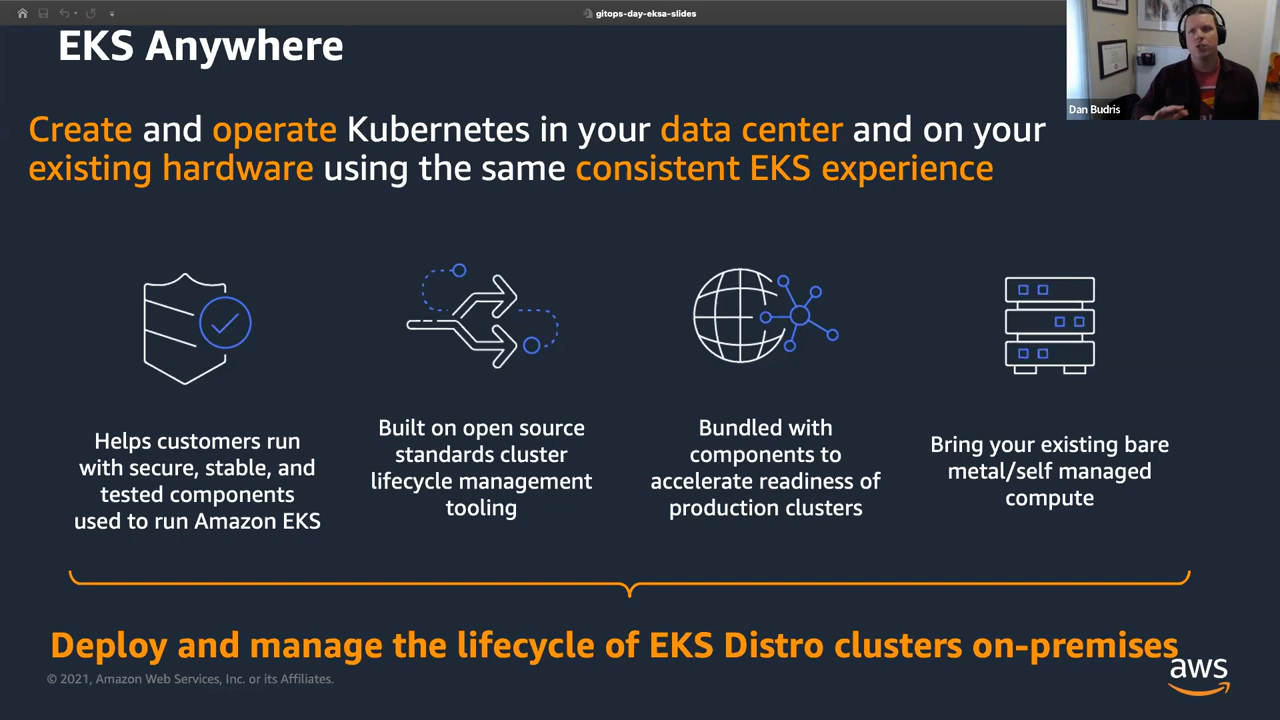 gitops-day-eksa-slides
EKS Anywhere
Dan Budris
Create and operate Kubernetes in your data center and on your
existing hardware using the same consistent EKS experience
Helps customers run
with secure, stable, and
tested components
used to run Amazon EKS
Built on open source
standards cluster
lifecycle management
tooling
Bundled with
components to
accelerate readiness of
production clusters
Bring your existing bare
metal/self managed
compute
Deploy and manage the lifecycle of EKS Distro clusters on-premises
© 2021, Amazon Web Services, Inc. or its Affiliates.
aws